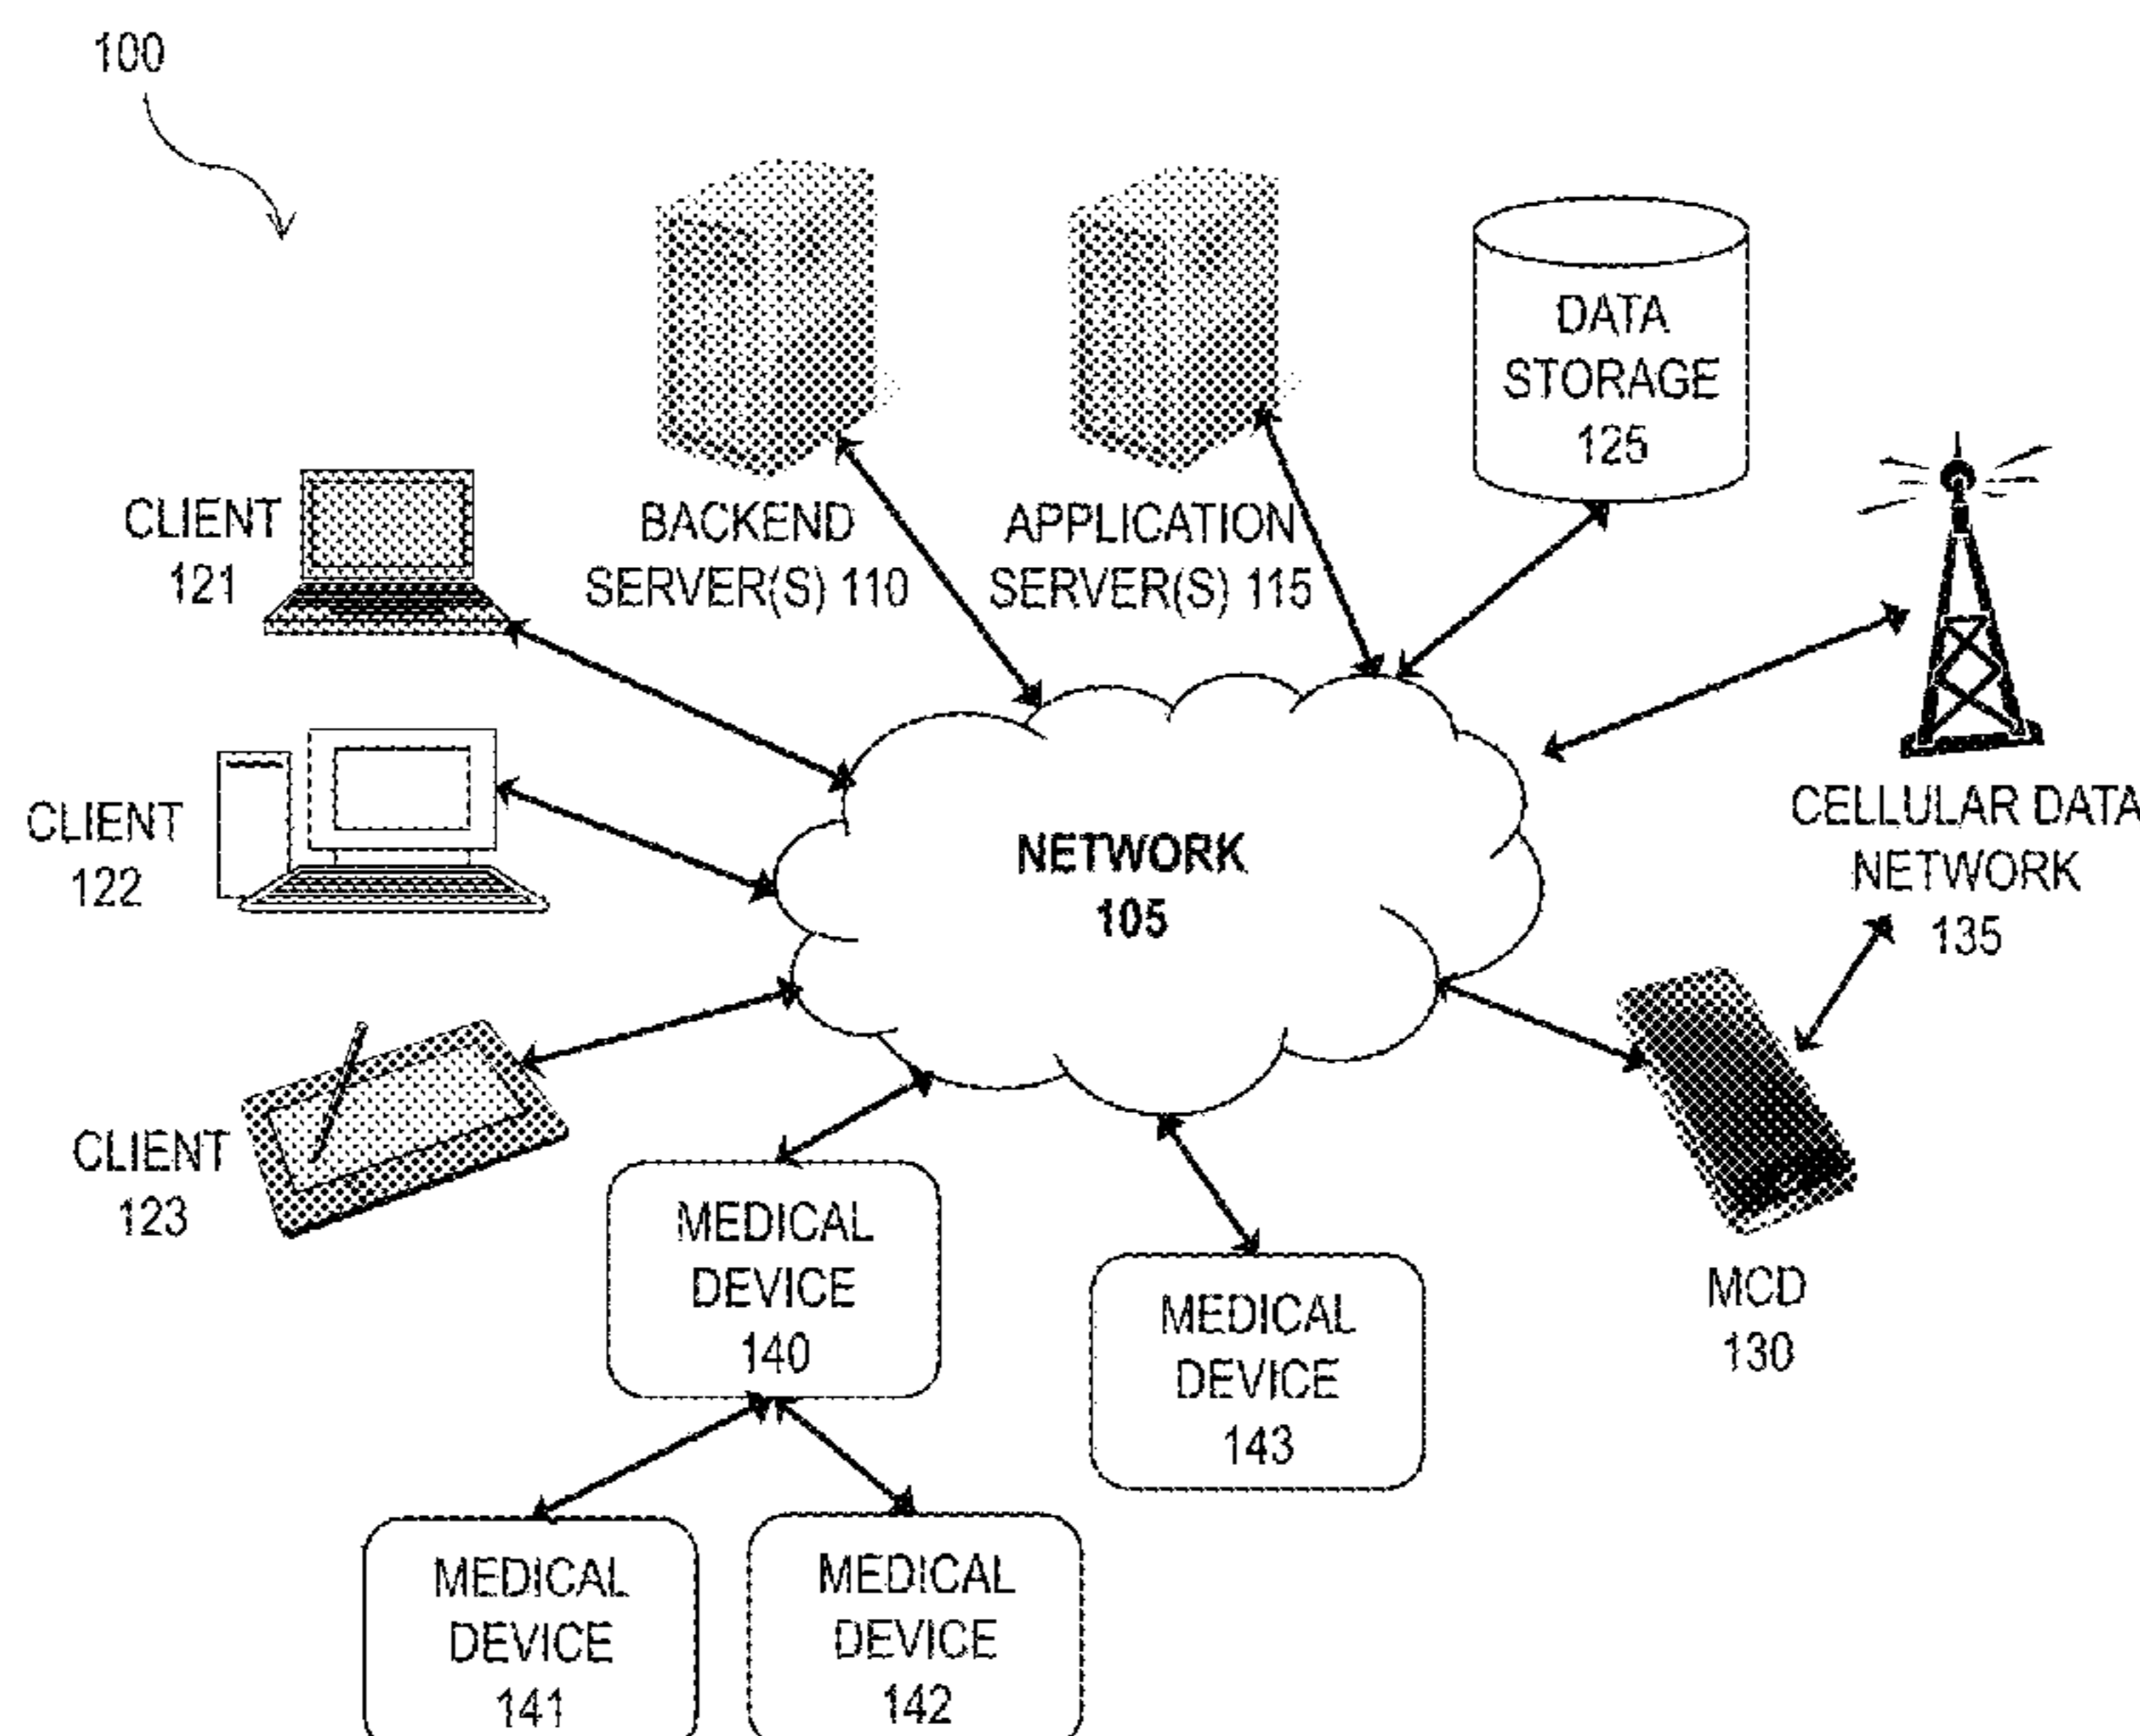 100
DATA
STORAGE
125
CLIENT
121
BACKEND
SERVER(S) 110
APPLICATION
SERVER(S) 115
CLIENT
122
NETWORK
105
CELLULAR DATA
NETWORK
135
CLIENT
123
MEDICAL
DEVICE
140
MEDICAL
DEVICE
143
MCD
130
MEDICAL
DEVICE
141
MEDICAL
DEVICE
142